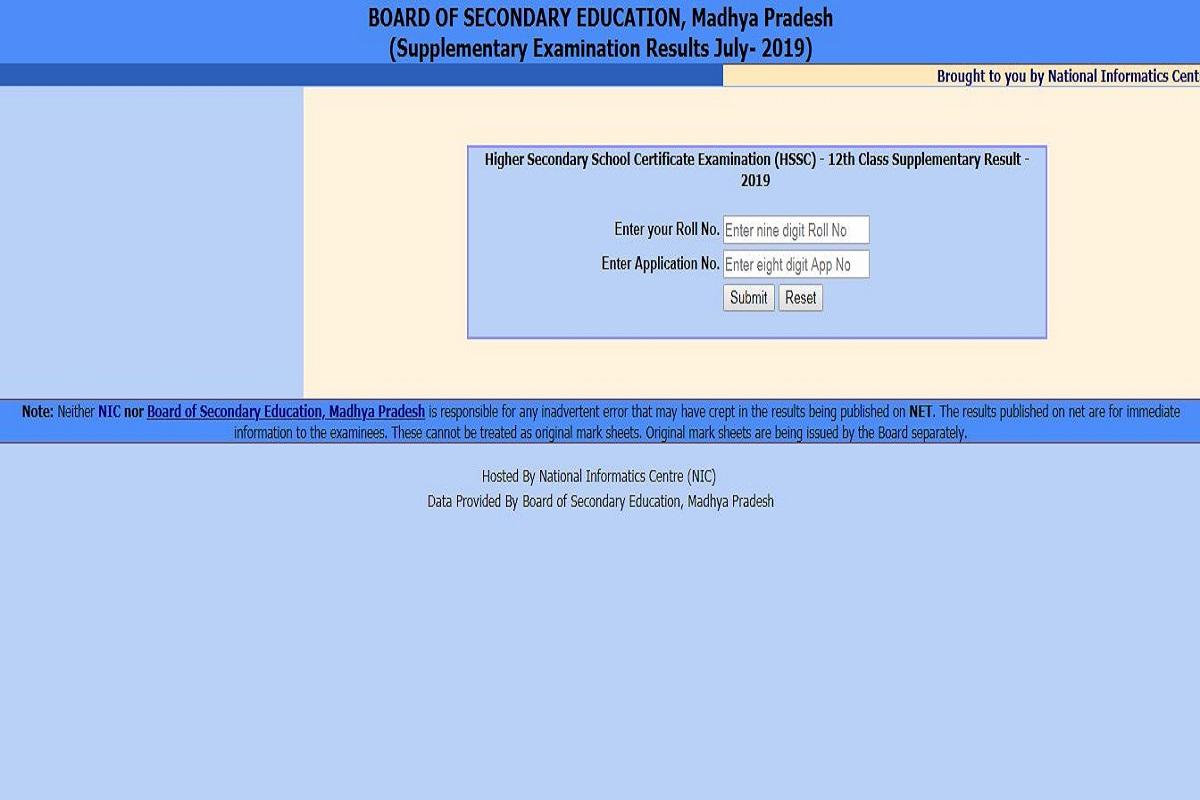 BOARD OF SECONDARY EDUCATION, Madhya Pradesh
(Supplementary Examination Results July- 2019)
Brought to you by National Informatics Cent
Higher Secondary School Certificate Examination (HSSC) - 12th Class Supplementary Result -
2019
Enter your Roll No. Enter nine digit Roll No
Enter Application No. Enter eight digit App No
Submit Reset
Note: Neither NIC nor Board of Secondary Education, Madhya Pradesh is responsible for any inadvertent error that may have crept in the results being published on NET. The results published on net are for immediate
information to the examinees. These cannot be treated as original mark sheets. Original mark sheets are being issued by the Board separately.
Hosted By National Informatics Centre (NIC)
Data Provided By Board of Secondary Education, Madhya Pradesh